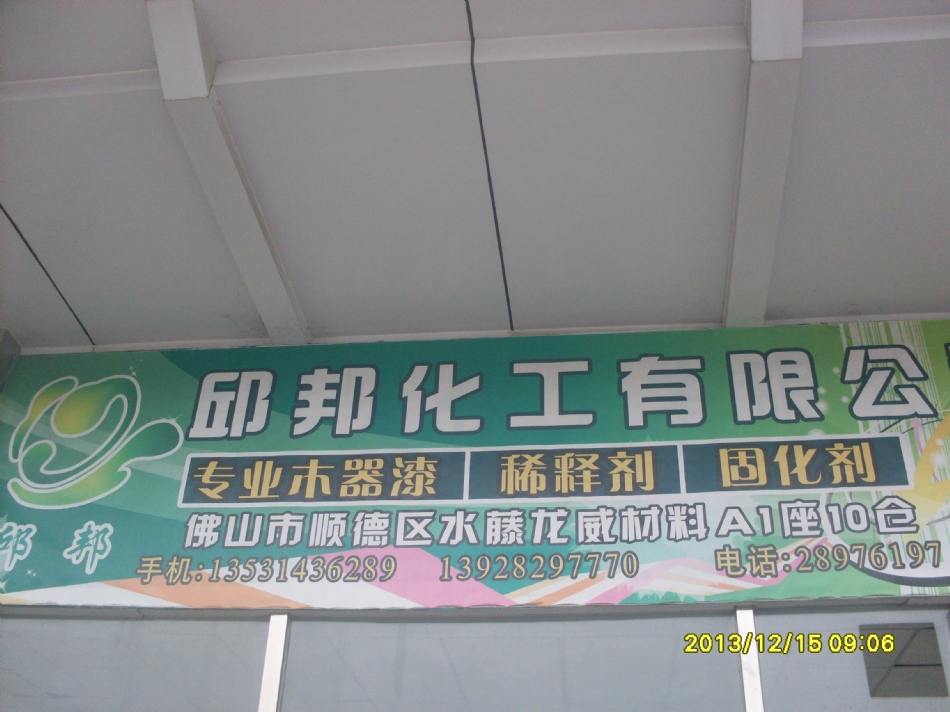 邱邦化工有限公
专业木器漆 稀释剂 固化剂
佛山市顺德区水藤龙威材料A1座10仓
邱 邦
手机:13531436289 13928297770 电话:28976197
2013/12/15 09:06